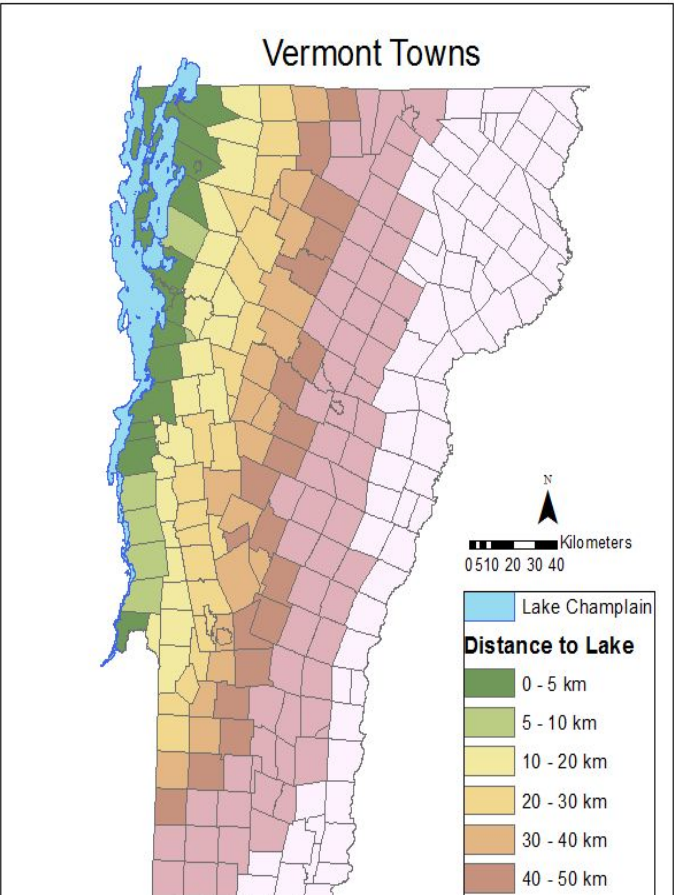 Vermont Towns
N
Kilometers
0 5 10 20 30 40
Lake Champlain
Distance to Lake
0 - 5 km
5 - 10 km
10 - 20 km
20 - 30 km
30 - 40 km
40 - 50 km